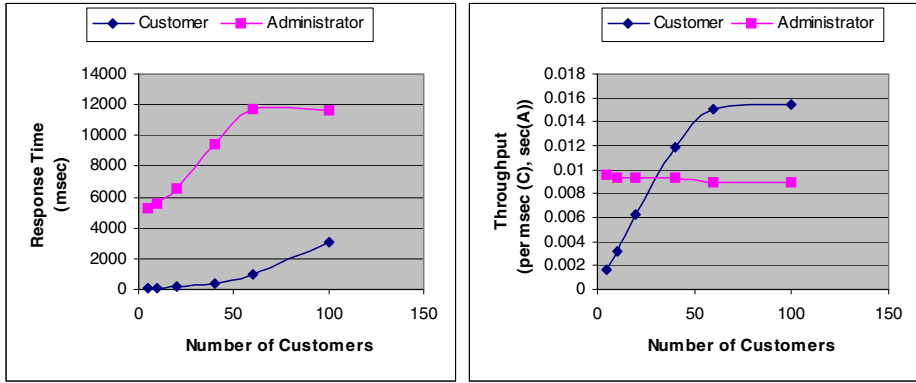 Customer Administrator
14000
12000
10000
8000
6000
4000
2000
0
0 50 100 150
Response Time
(msec)
Number of Customers
Customer Administrator
0.018
0.016
0.014
0.012
0.01
0.008
0.006
0.004
0.002
0
0 50 100 150
Throughput
(per msec (C), sec(A))
Number of Customers